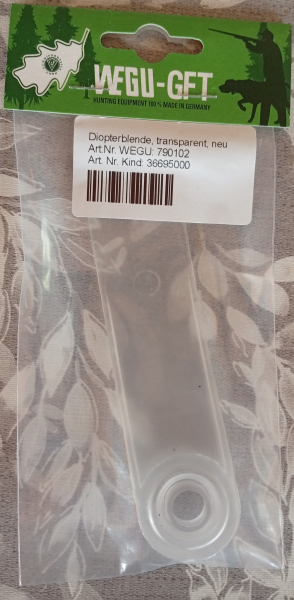 WEGU-GFT
HUNTING EQUIPMENT 100 % MADE IN GERMANY
Diopterblende, transparent, neu
Art.Nr. WEGU: 790102
Art. Nr. Kind: 36695000